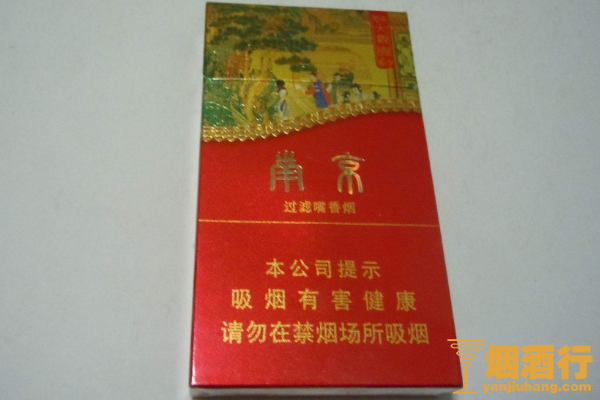 南京
过滤嘴香烟
本公司提示
吸烟有害健康
请勿在禁烟场所吸烟
烟酒行
yanjiuhang.com